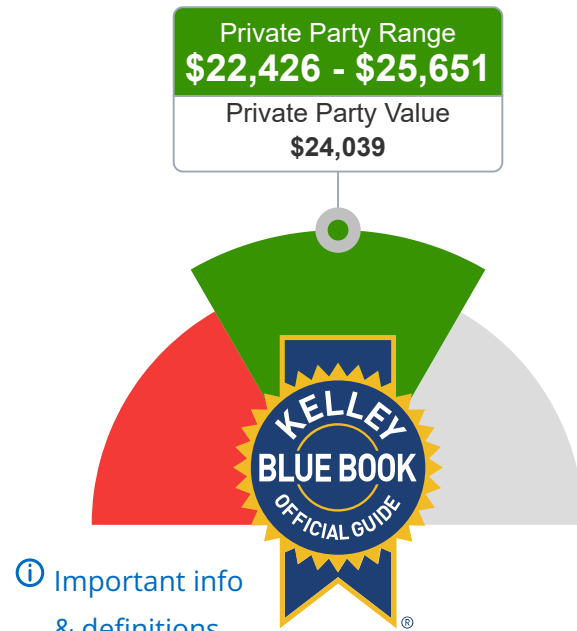 Private Party Range
$22,426 - $25,651
Private Party Value
$24,039
KELLEY
BLUE BOOK
OFFICIAL GUIDE
®
Important info
& definitions